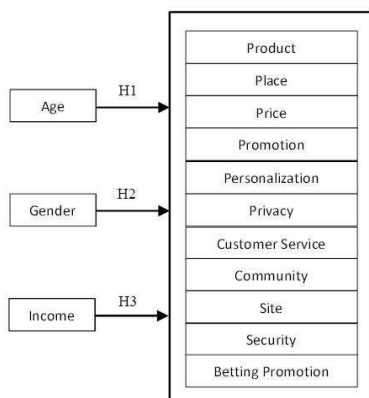 Age
H1
Gender
H2
Income
H3
Product
Place
Price
Promotion
Personalization
Privacy
Customer Service
Community
Site
Security
Betting Promotion